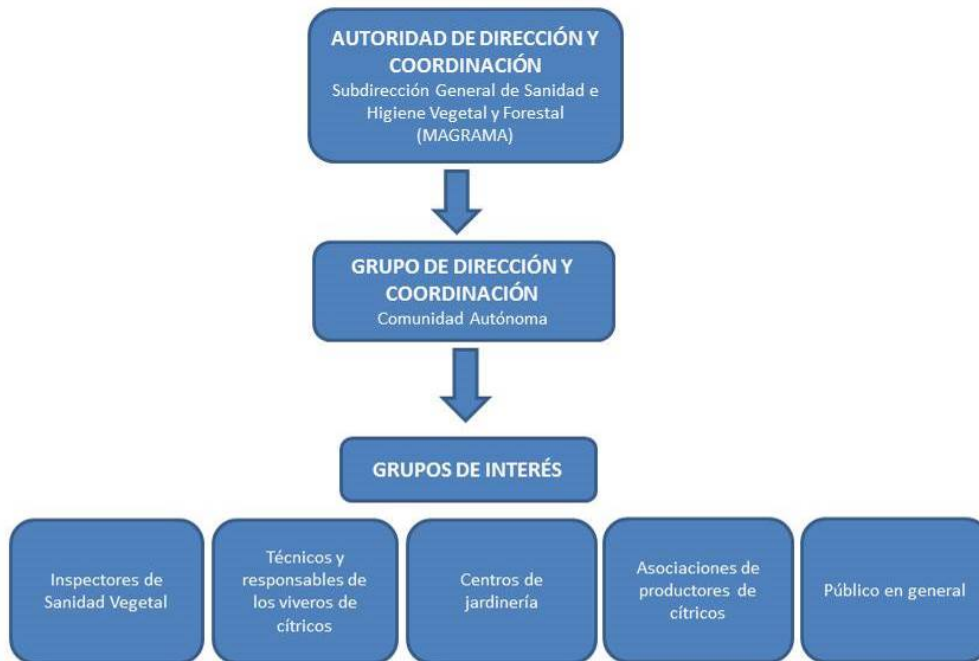 AUTORIDAD DE DIRECCIÓN Y
COORDINACIÓN
Subdirección General de Sanidad e
Higiene Vegetal y Forestal
(MAGRAMA)
GRUPO DE DIRECCIÓN Y
COORDINACIÓN
Comunidad Autónoma
GRUPOS DE INTERÉS
Inspectores de
Sanidad Vegetal
Técnicos y
responsables de
los viveros de
cítricos
Centros de
jardinería
Asociaciones de
productores de
cítricos
Público en general